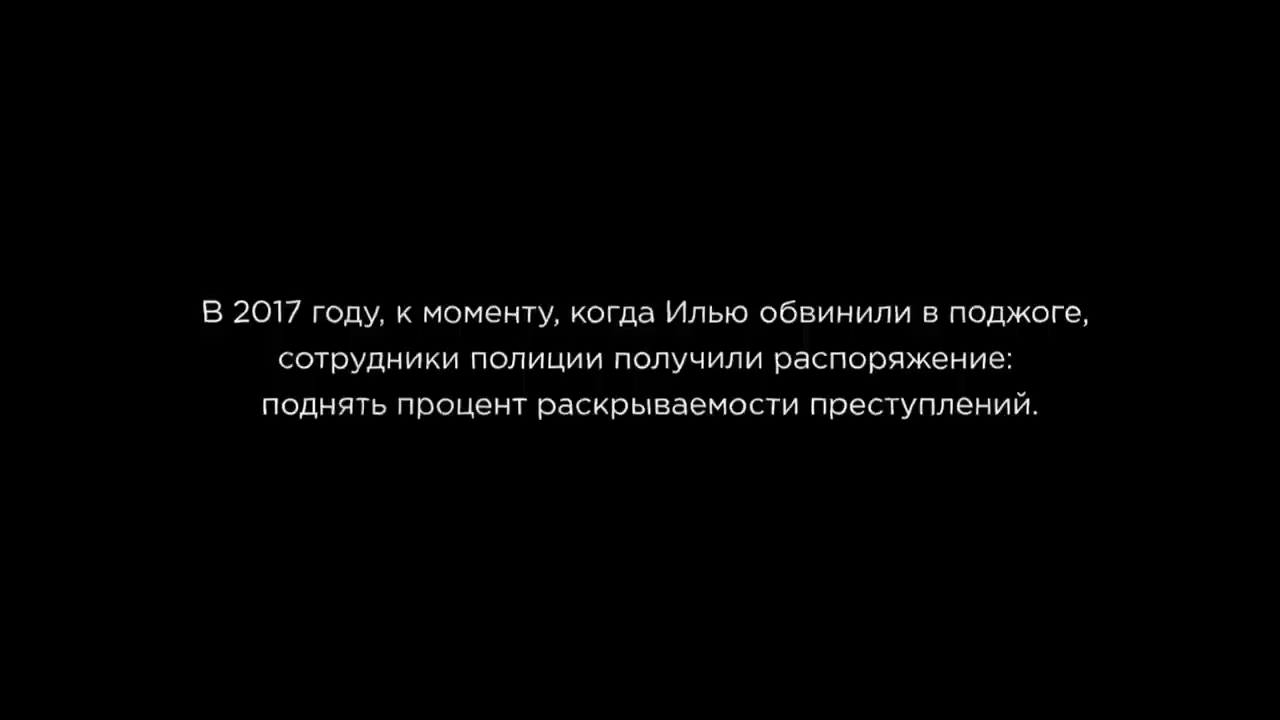 В 2017 году, к моменту, когда Илью обвинили в поджоге,
сотрудники полиции получили распоряжение:
поднять процент раскрываемости преступлений.